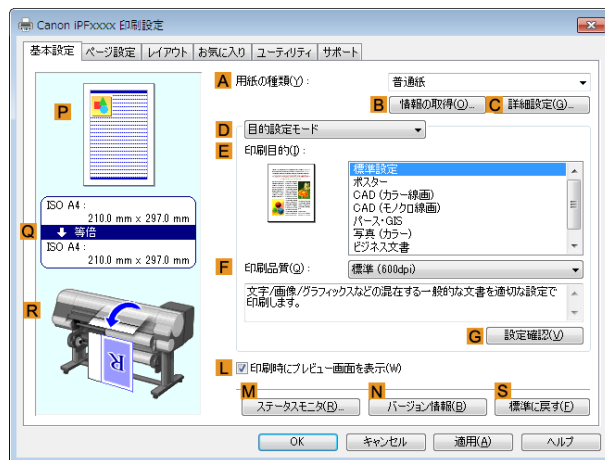 Canon iPFxxxx 印刷設定
基本設定 ページ設定 レイアウト お気に入り ユーティリティ サポート
P
A 用紙の種類(Y): 普通紙
B 情報の取得(O)... C 詳細設定(G)...
D 目的設定モード
E 印刷目的(I):
標準設定
ポスター
CAD (カラー線画)
CAD (モノクロ線画)
パース・GIS
写真 (カラー)
ビジネス文書
ISO A4 :
210.0 mm x 297.0 mm
Q 等倍
ISO A4 :
210.0 mm x 297.0 mm
F 印刷品質(Q): 標準 (600dpi)
文字/画像/グラフィックスなどの混在する一般的な文書を適切な設定で
印刷します。
R
R
G 設定確認(V)
L 印刷時にプレビュー画面を表示(W)
M N S
ステータスモニタ(R)... バージョン情報(B) 標準に戻す(F)
OK キャンセル 適用(A) ヘルプ